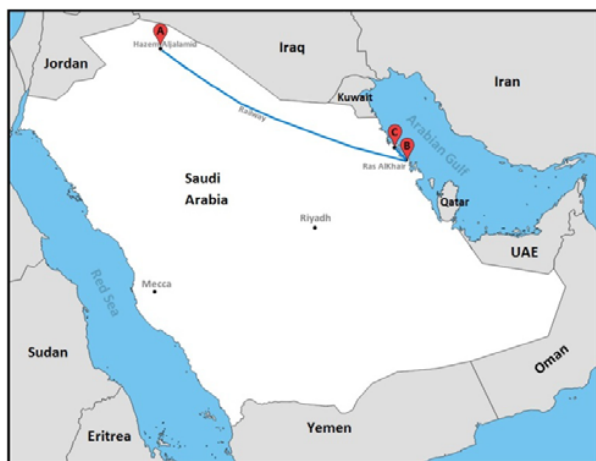 A
Hazem Aljalamid
Jordan
Iraq
Iran
Kuwait
Railway
C
B
Arabian Gulf
Ras AlKhair
Saudi
Arabia
Qatar
Riyadh
UAE
Mecca
Red Sea
Sudan
Oman
Yemen
Eritrea